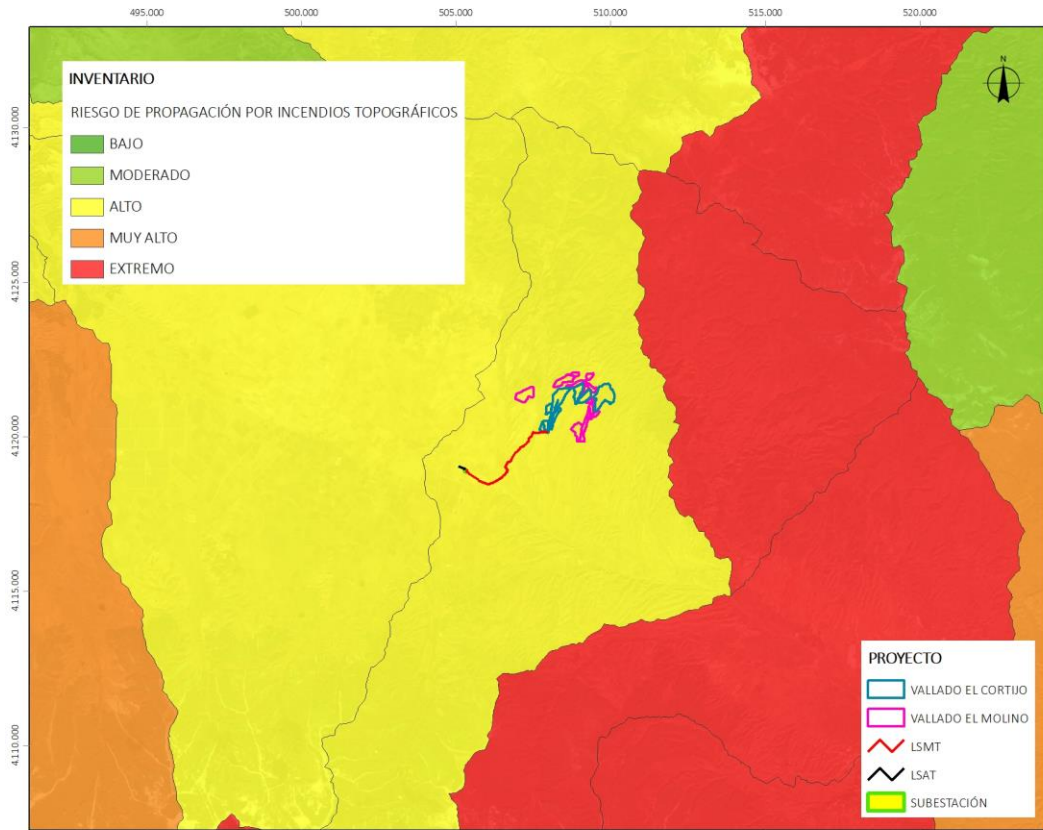 495.000 500.000 505.000 510.000 515.000 520.000
4.130.000
4.125.000
4.120.000
4.115.000
4.110.000
INVENTARIO
RIESGO DE PROPAGACIÓN POR INCENDIOS TOPOGRÁFICOS
BAJO
MODERADO
ALTO
MUY ALTO
EXTREMO
N
PROYECTO
VALLADO EL CORTIJO
VALLADO EL MOLINO
LSMT
LSAT
SUBESTACIÓN